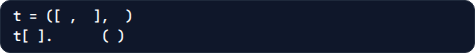 t = ([ , ], )
t[ ]. ( )